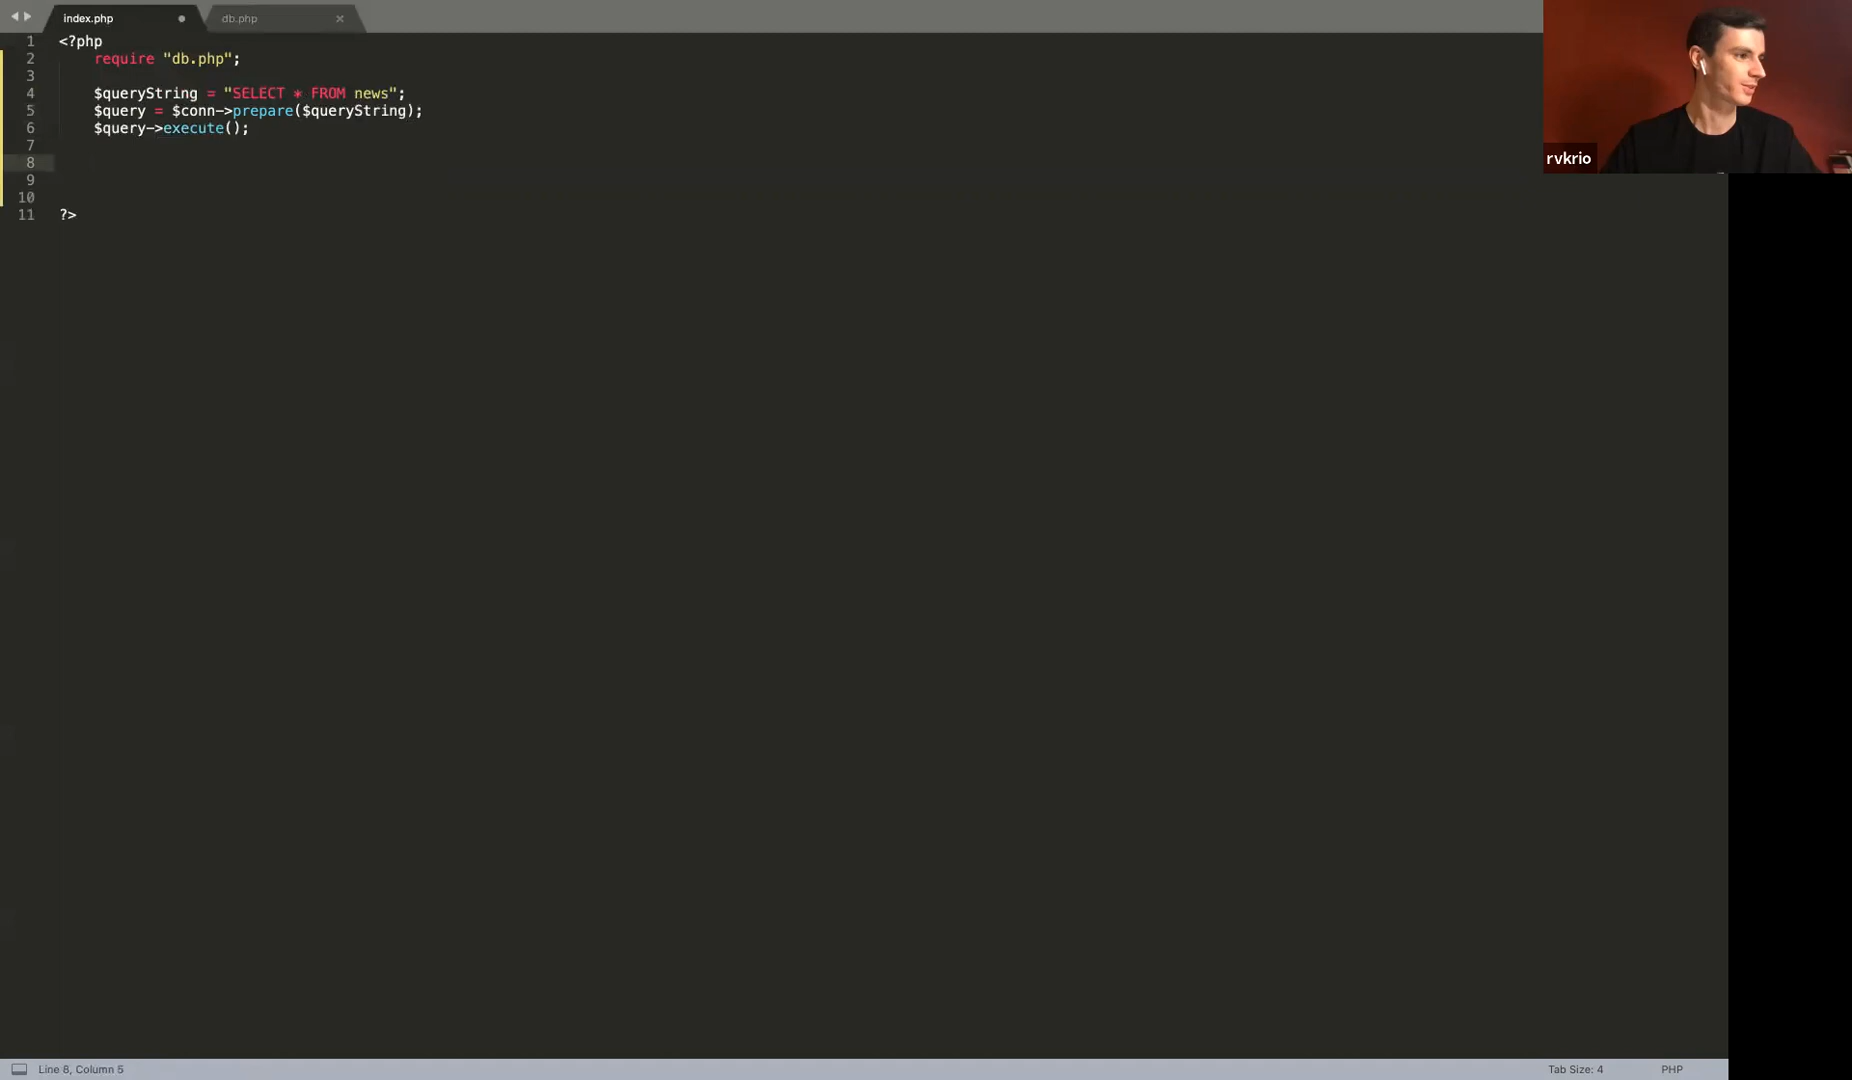 index.php
db.php
1 <?php
2 require "db.php";
3
4 $queryString = "SELECT * FROM news";
5 $query = $conn->prepare($queryString);
6 $query->execute();
7
8
9
10
11 ?>
rvkrio
Line 8, Column 5
Tab Size: 4
PHP